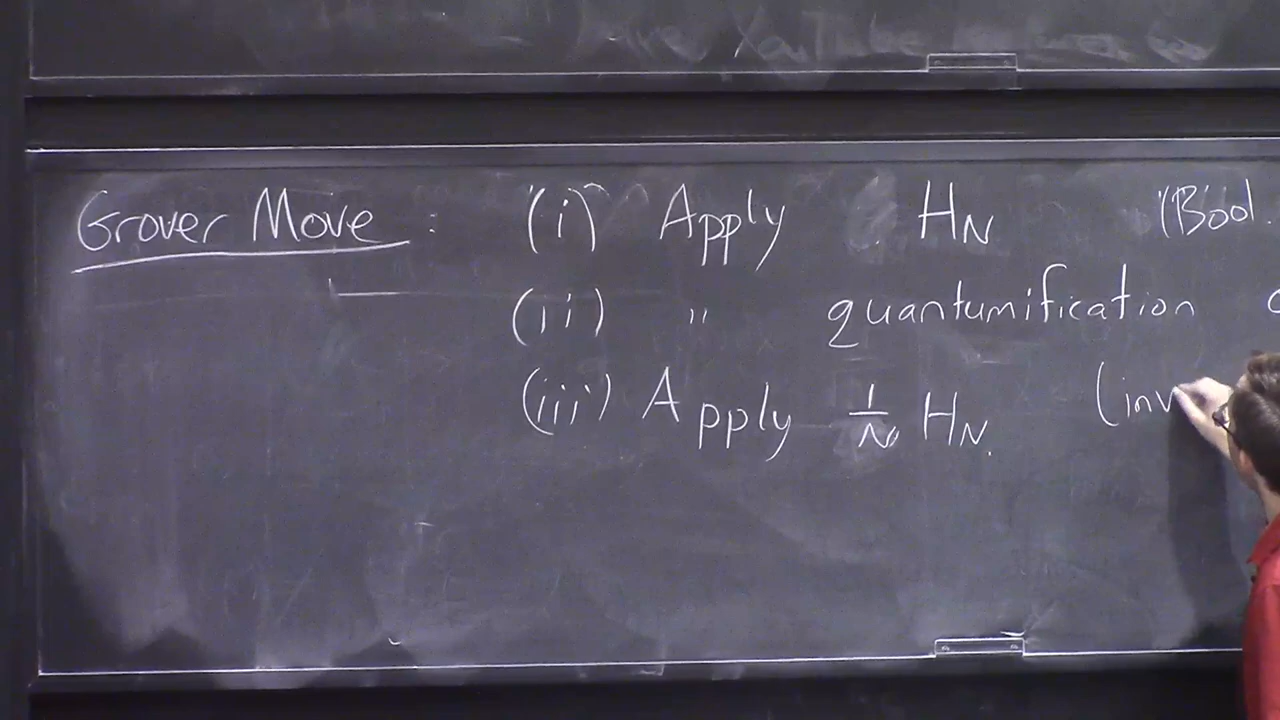 Grover Move : (i) Apply H_N (Bool.
(ii) " quantumification
(iii) Apply 1/N H_N. (inv